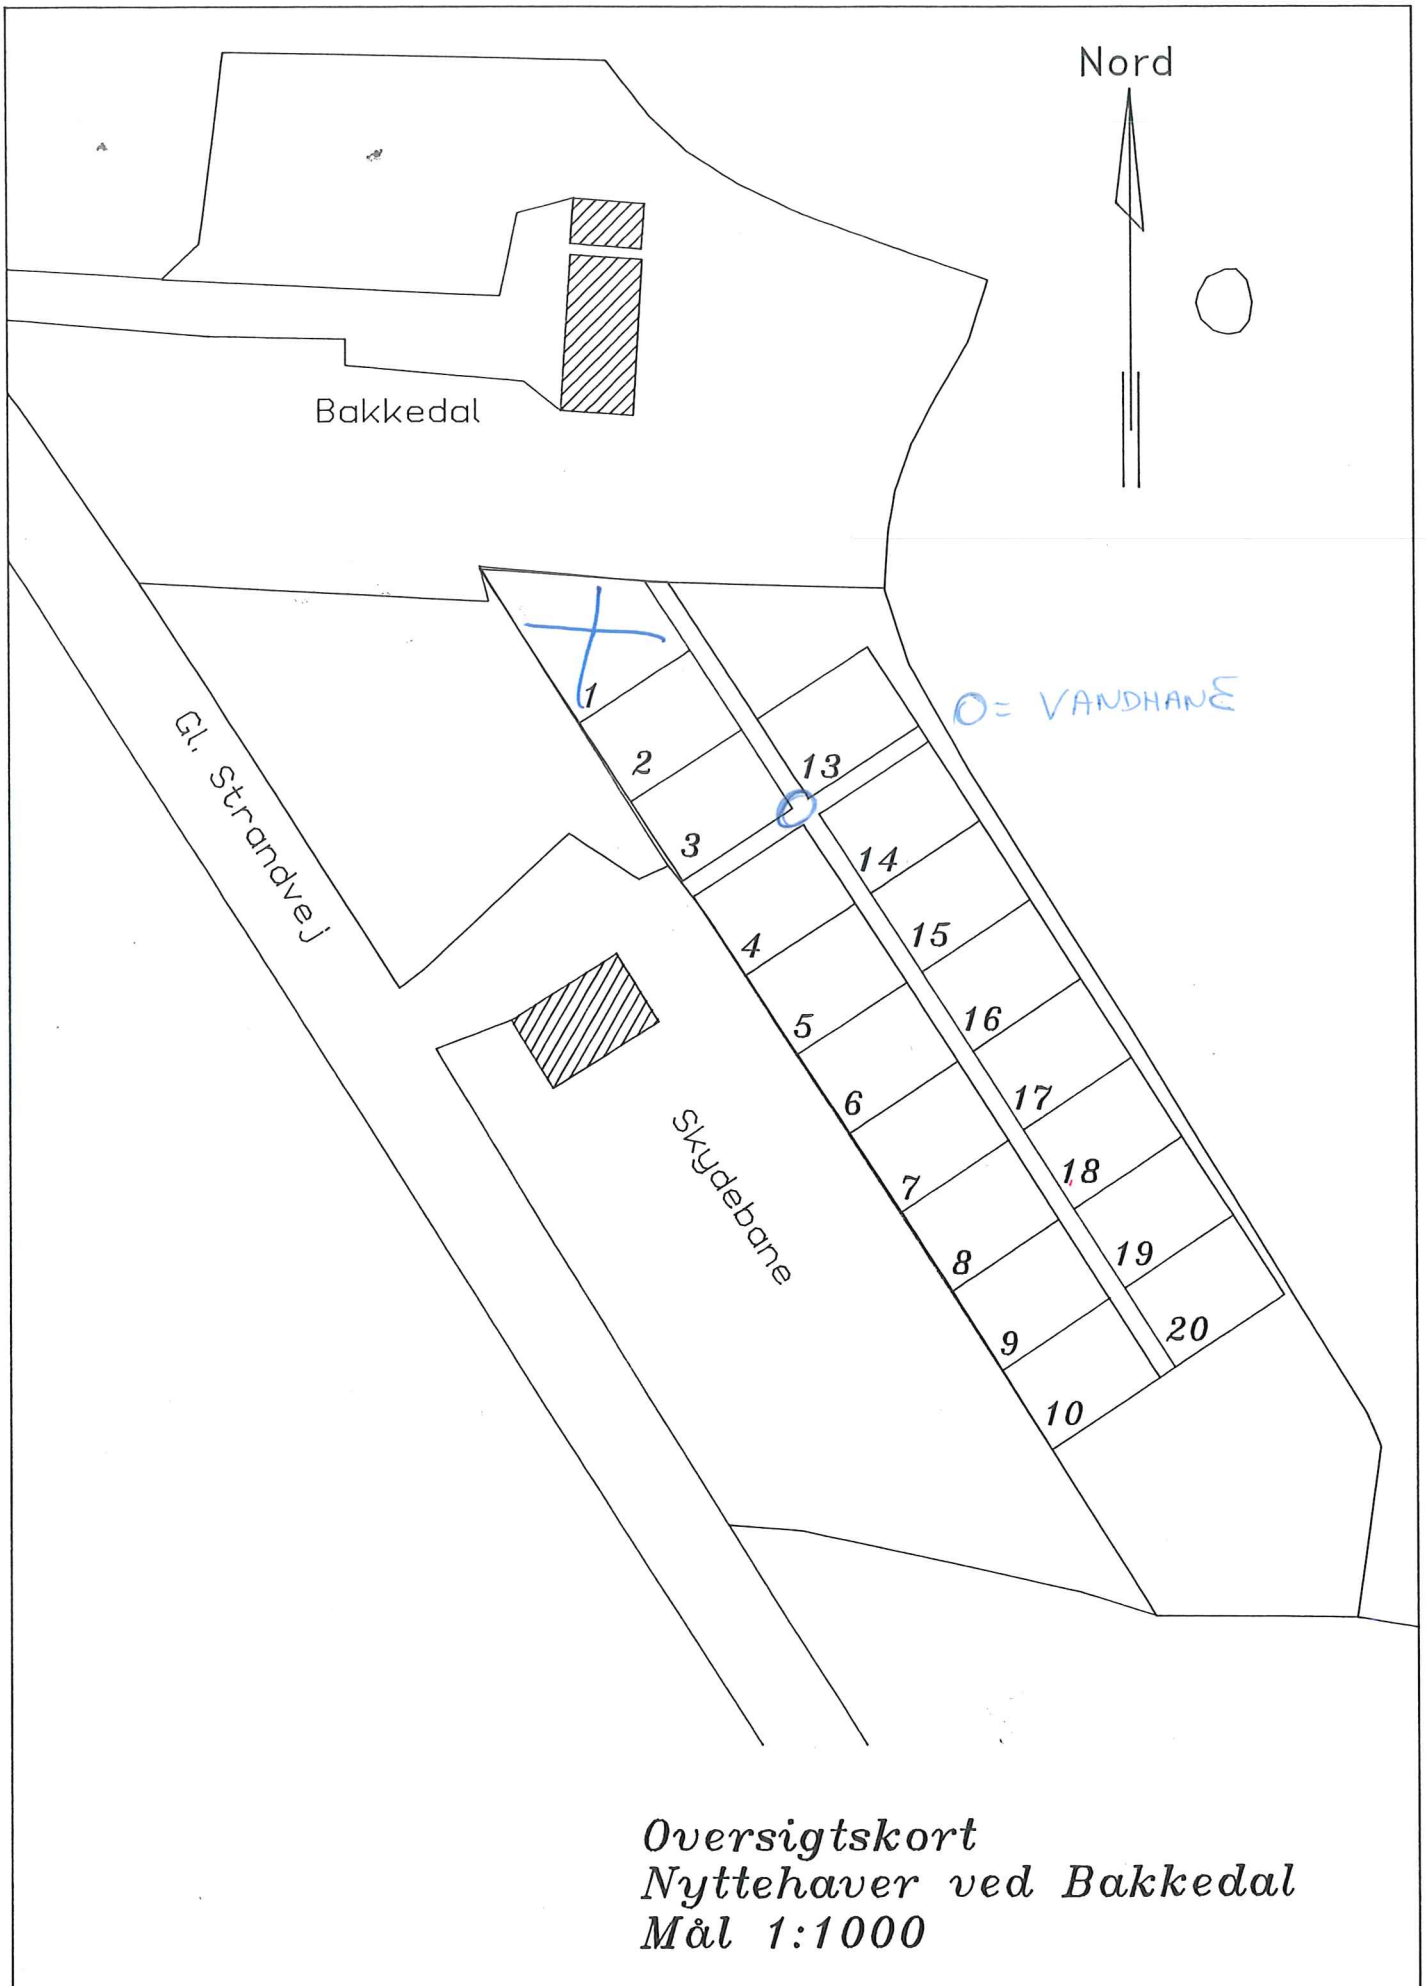 Nord
Bakkedal
O= VANDHANE
Gl. Strandvej
1
2
3
4
5
6
7
8
9
10
13
14
15
16
17
18
19
20
Skydebane
Oversigtskort
Nyttehaver ved Bakkedal
Mål 1:1000